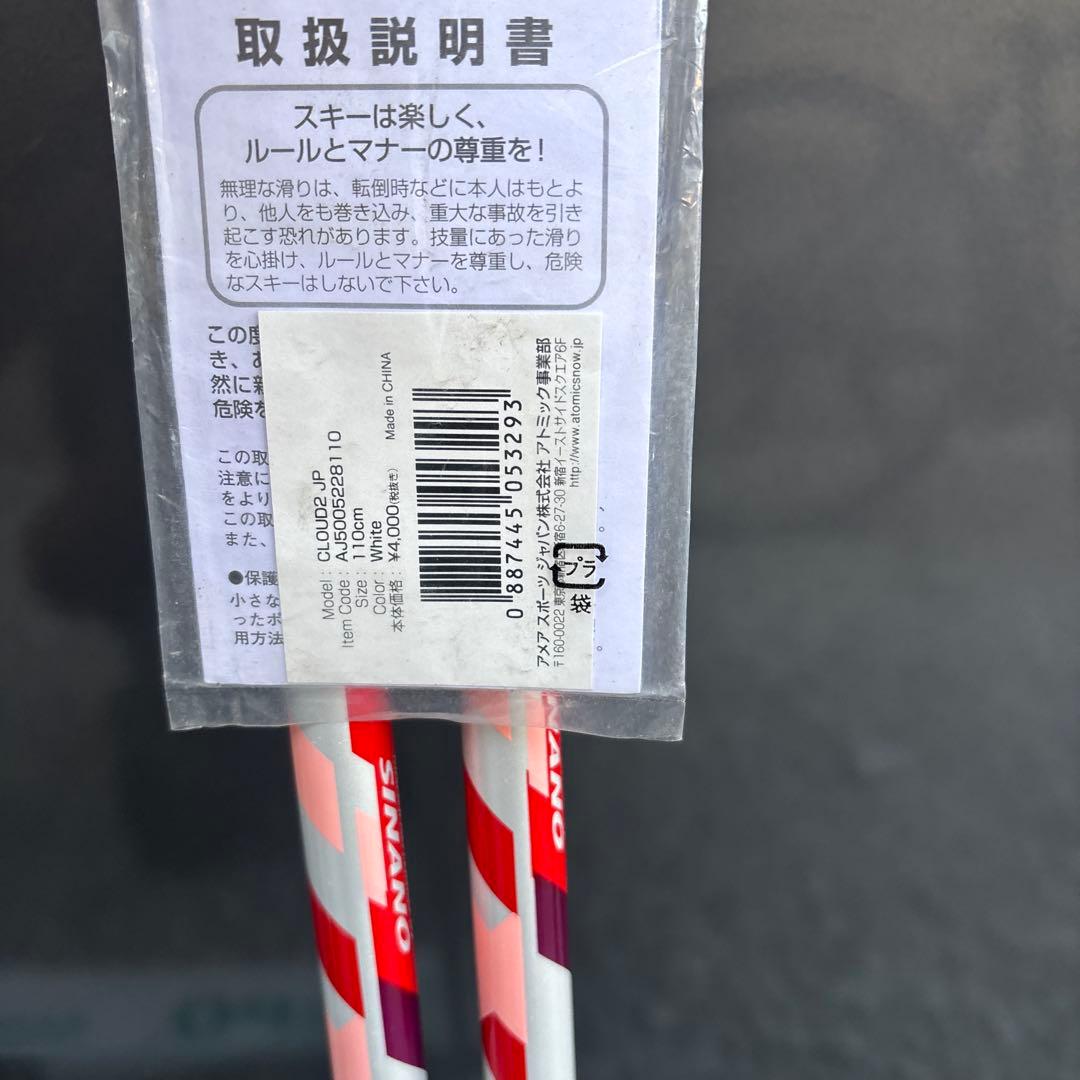 取扱説明書
スキーは楽しく、
ルールとマナーの尊重を!
無理な滑りは、転倒時などに本人はもとよ
り、他人をも巻き込み、重大な事故を引き
起こす恐れがあります。技量にあった滑り
を心掛け、ルールとマナーを尊重し、危険
なスキーはしないで下さい。
この度
き、
然に新
危険を
この取
注意に
をより
この取
また、
●保護
小さな
ったポ
用方法
Model : CLOUD2 JP
Item Code : AJ5005228110
Size : 110cm
Color : White
本体価格 : ¥4,000(税抜き) Made in CHINA
0 887445 053293
アメア スポーツ ジャパン株式会社 アトミック事業部
〒160-0022 東京 新宿6-27-30 新宿イーストサイドスクエア6F
http://www.atomicsnow.jp
プラ
袋
SINANO
INANO